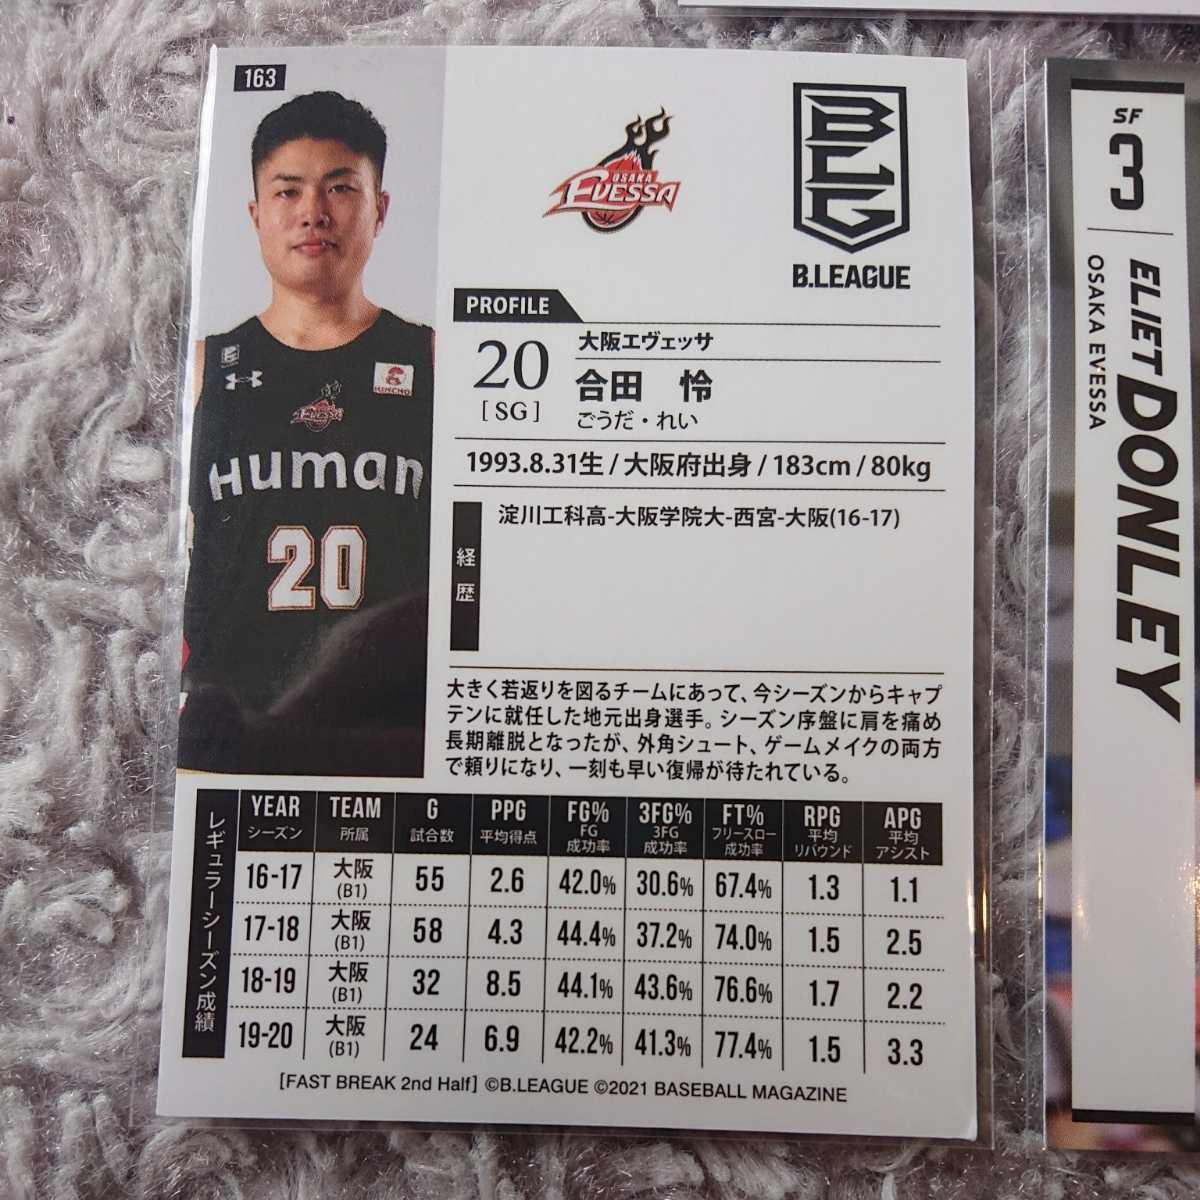 163
OSAKA
EVESSA
BLG
B.LEAGUE
PROFILE
20
[SG]
大阪エヴェッサ
合田 怜
ごうだ・れい
1993.8.31生 / 大阪府出身 / 183cm / 80kg
経歴
淀川工科高-大阪学院大-西宮-大阪(16-17)
大きく若返りを図るチームにあって、今シーズンからキャプ
テンに就任した地元出身選手。シーズン序盤に肩を痛め
長期離脱となったが、外角シュート、ゲームメイクの両方
で頼りになり、一刻も早い復帰が待たれている。
Human
20
レギュラーシーズン成績
YEAR シーズン TEAM 所属 G 試合数 PPG 平均得点 FG% FG成功率 3FG% 3FG成功率 FT% フリースロー成功率 RPG 平均リバウンド APG 平均アシスト
16-17 大阪(B1) 55 2.6 42.0% 30.6% 67.4% 1.3 1.1
17-18 大阪(B1) 58 4.3 44.4% 37.2% 74.0% 1.5 2.5
18-19 大阪(B1) 32 8.5 44.1% 43.6% 76.6% 1.7 2.2
19-20 大阪(B1) 24 6.9 42.2% 41.3% 77.4% 1.5 3.3
[FAST BREAK 2nd Half] ©B.LEAGUE ©2021 BASEBALL MAGAZINE
SF
3
ELIET DONLEY
OSAKA EVESSA